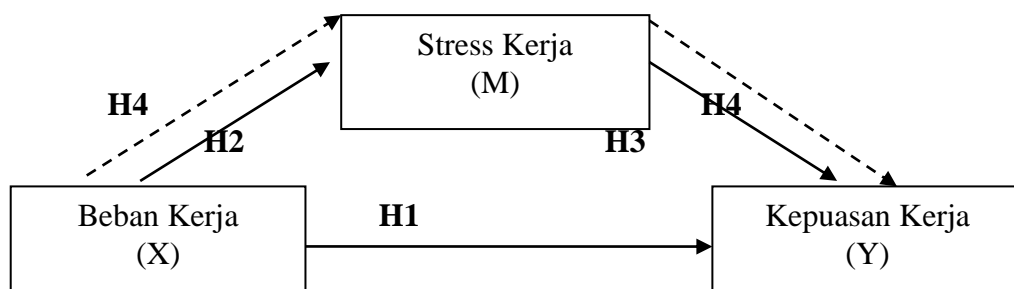 Stress Kerja
(M)
H4
H4
H2
H3
Beban Kerja
(X)
H1
Kepuasan Kerja
(Y)